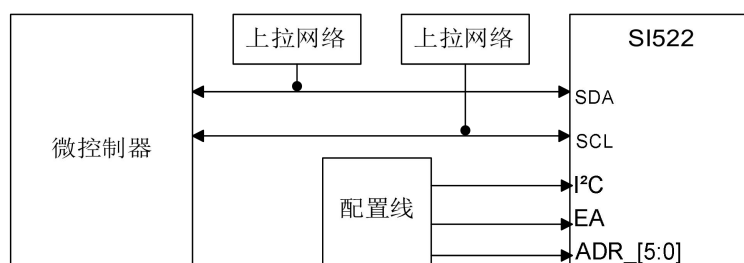 上拉网络
上拉网络
SI522
SDA
微控制器
SCL
I²C
配置线
EA
ADR_[5:0]